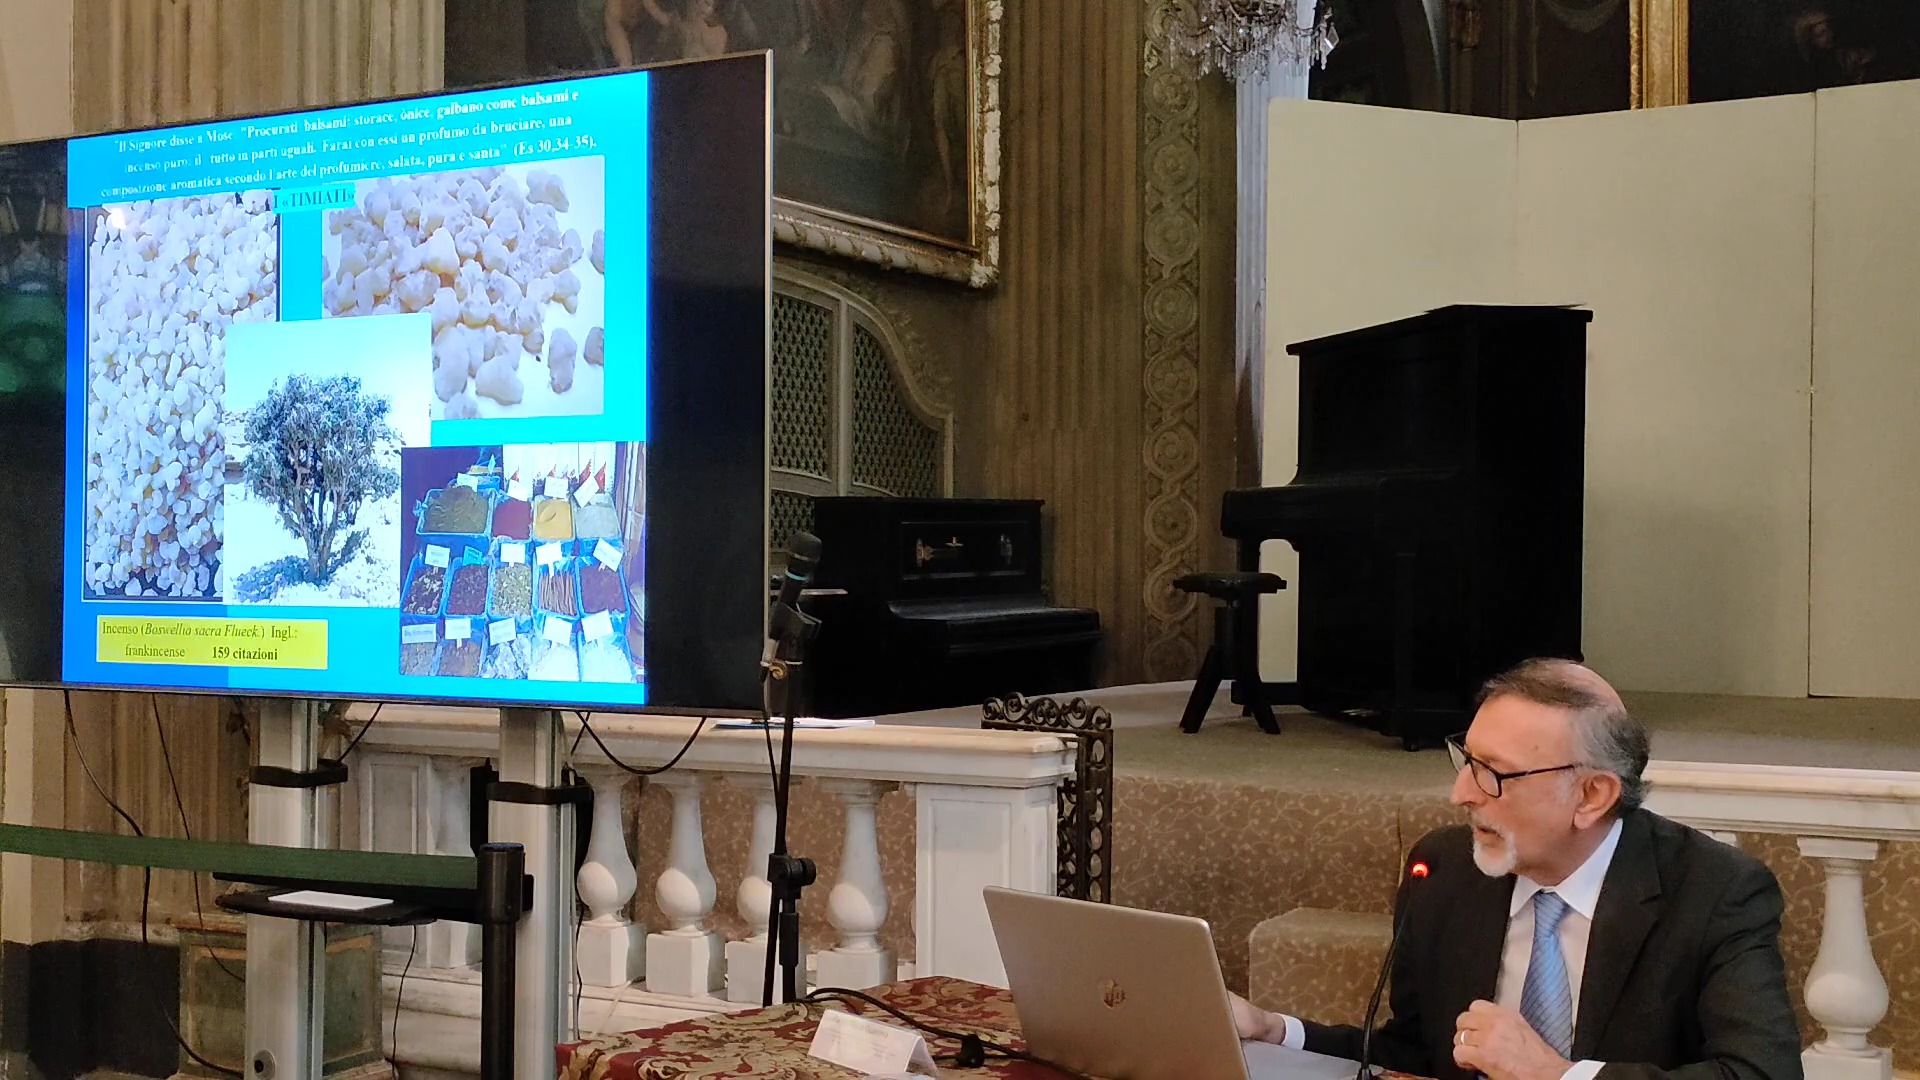 "Il Signore disse a Mosè: "Procurati balsami: storace, ònice, galbano come balsami e
incenso puro: il tutto in parti uguali. Farai con essi un profumo da bruciare, una
composizione aromatica secondo l'arte del profumiere, salata, pura e santa" (Es 30,34-35).
I «TIMIATI»
Incenso (Boswellia sacra Flueck.) Ingl.:
frankincense 159 citazioni
hp